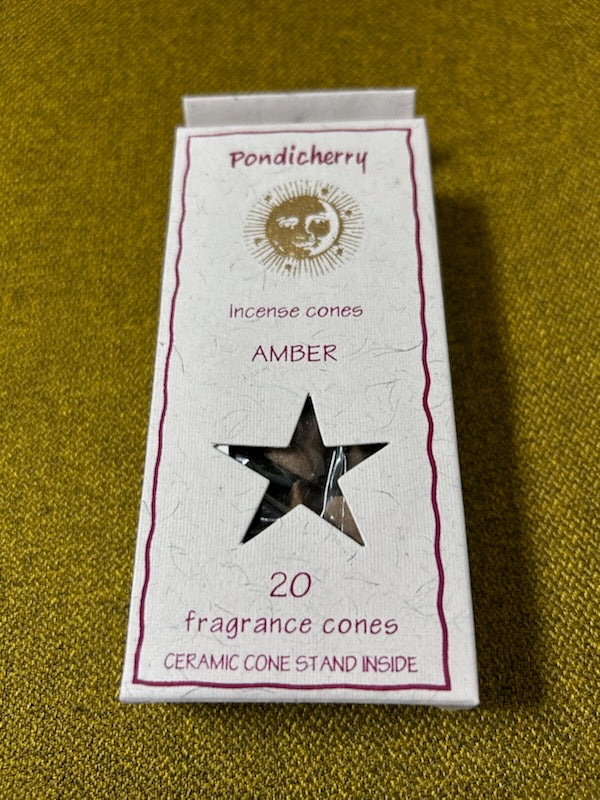 Pondicherry
Incense cones
AMBER
20
fragrance cones
CERAMIC CONE STAND INSIDE